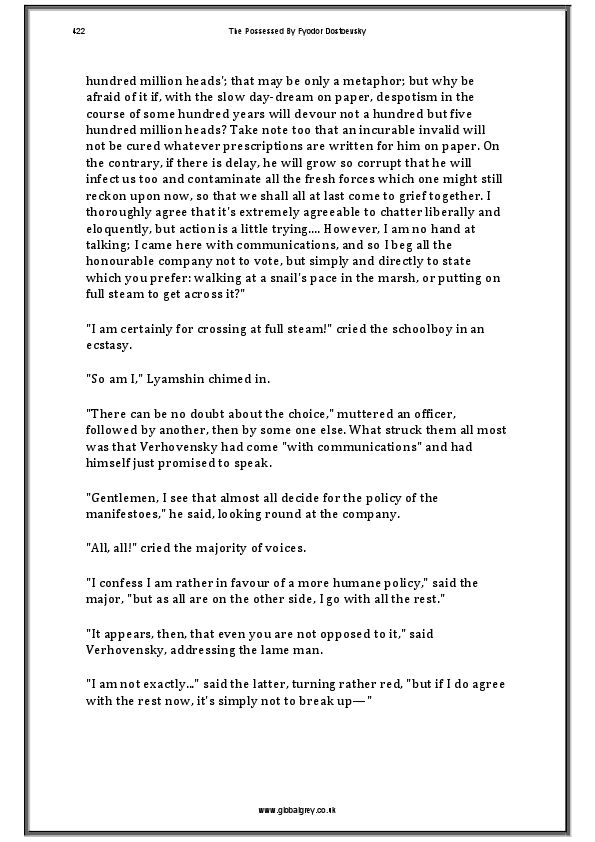 422
The Possessed By Fyodor Dostoevsky
hundred million heads'; that may be only a metaphor; but why be
afraid of it if, with the slow day-dream on paper, despotism in the
course of some hundred years will devour not a hundred but five
hundred million heads? Take note too that an incurable invalid will
not be cured whatever prescriptions are written for him on paper. On
the contrary, if there is delay, he will grow so corrupt that he will
infect us too and contaminate all the fresh forces which one might still
reckon upon now, so that we shall all at last come to grief together. I
thoroughly agree that it's extremely agreeable to chatter liberally and
eloquently, but action is a little trying.... However, I am no hand at
talking; I came here with communications, and so I beg all the
honourable company not to vote, but simply and directly to state
which you prefer: walking at a snail's pace in the marsh, or putting on
full steam to get across it?"
"I am certainly for crossing at full steam!" cried the schoolboy in an
ecstasy.
"So am I," Lyamshin chimed in.
"There can be no doubt about the choice," muttered an officer,
followed by another, then by some one else. What struck them all most
was that Verhovensky had come "with communications" and had
himself just promised to speak.
"Gentlemen, I see that almost all decide for the policy of the
manifestoes," he said, looking round at the company.
"All, all!" cried the majority of voices.
"I confess I am rather in favour of a more humane policy," said the
major, "but as all are on the other side, I go with all the rest."
"It appears, then, that even you are not opposed to it," said
Verhovensky, addressing the lame man.
"I am not exactly..." said the latter, turning rather red, "but if I do agree
with the rest now, it's simply not to break up—"
www.globalgrey.co.uk